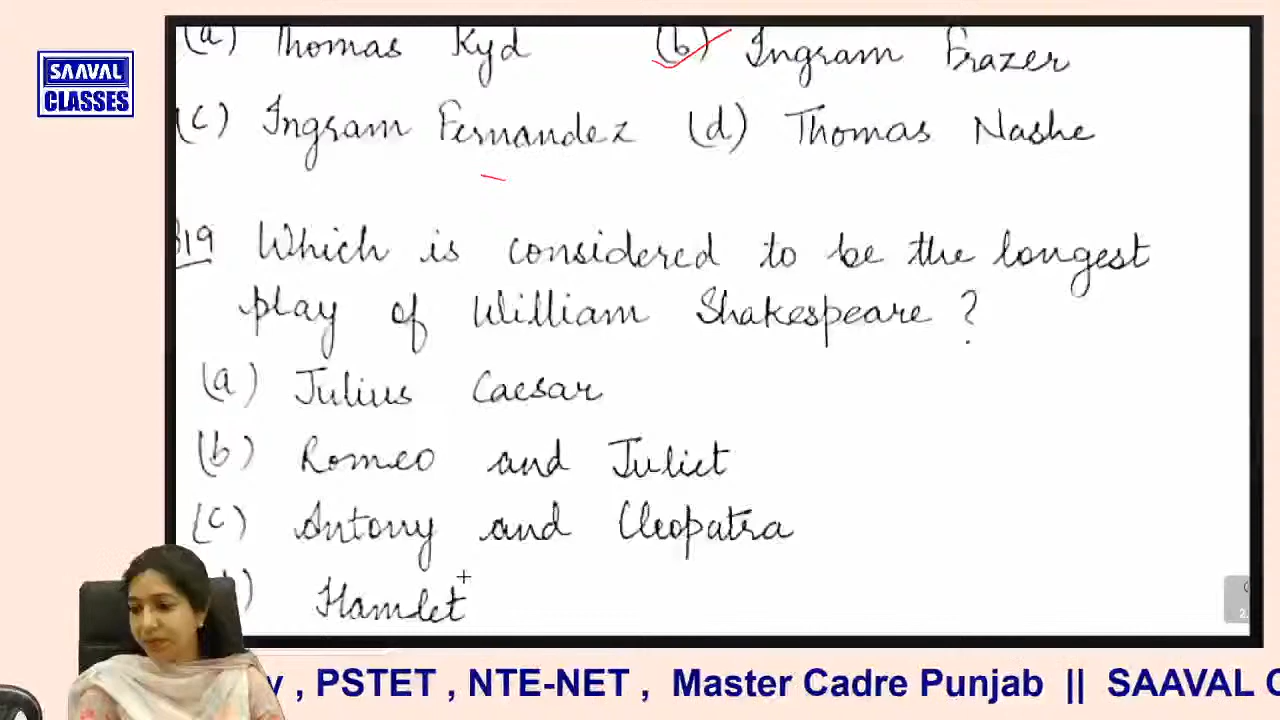 (a) Thomas Kyd (b) Ingram Frazer
SAAVAL
CLASSES
(c) Ingram Fernandez (d) Thomas Nashe
19 Which is considered to be the longest
play of William Shakespeare ?
(a) Julius Caesar
(b) Romeo and Juliet
(c) Antony and Cleopatra
Hamlet
, PSTET , NTE-NET , Master Cadre Punjab || SAAVAL